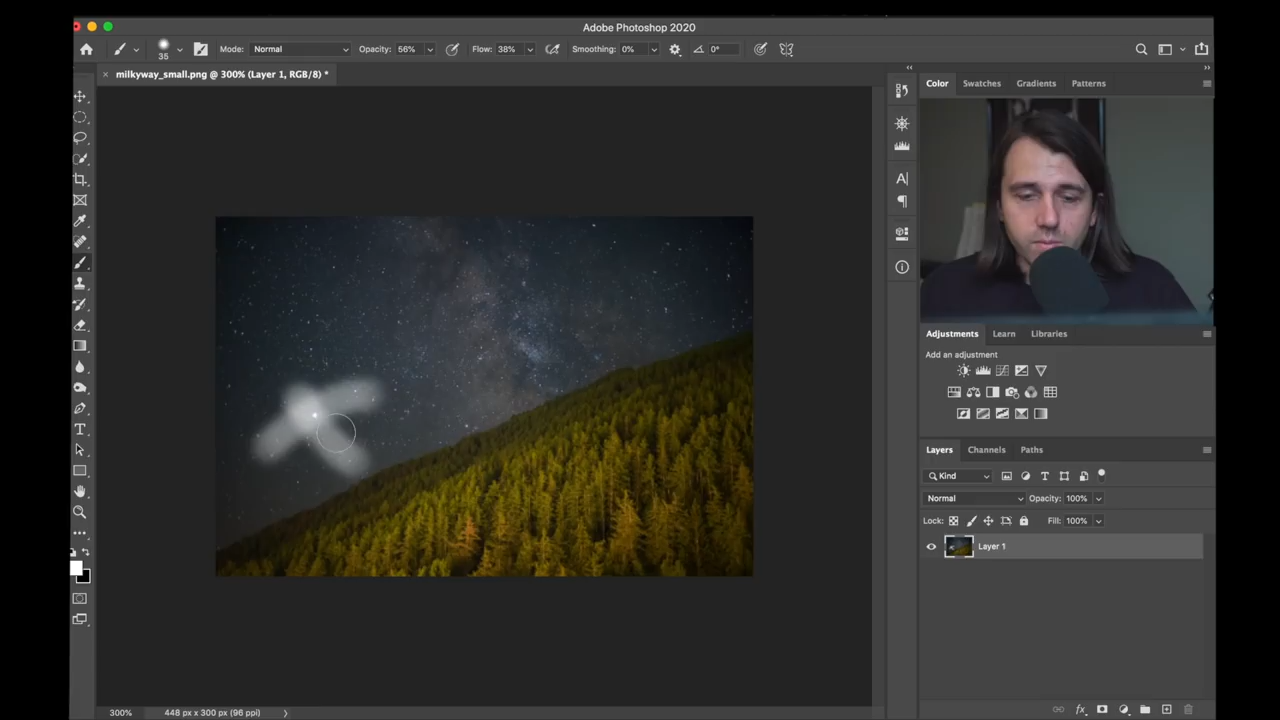 Adobe Photoshop 2020
35 Mode: Normal Opacity: 56% Flow: 38% Smoothing: 0% 0°
milkyway_small.png @ 300% (Layer 1, RGB/8) *
Color Swatches Gradients Patterns
Adjustments Learn Libraries
Add an adjustment
Layers Channels Paths
Kind
Normal Opacity: 100%
Lock: Fill: 100%
Layer 1
300% 448 px x 300 px (96 ppi)